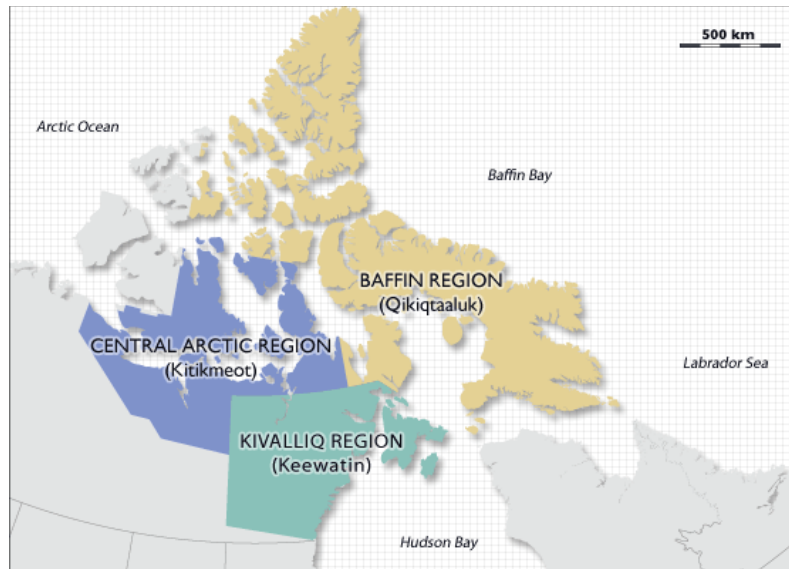 500 km
Arctic Ocean
Baffin Bay
BAFFIN REGION
(Qikiqtaaluk)
CENTRAL ARCTIC REGION
(Kitikmeot)
Labrador Sea
KIVALLIQ REGION
(Keewatin)
Hudson Bay